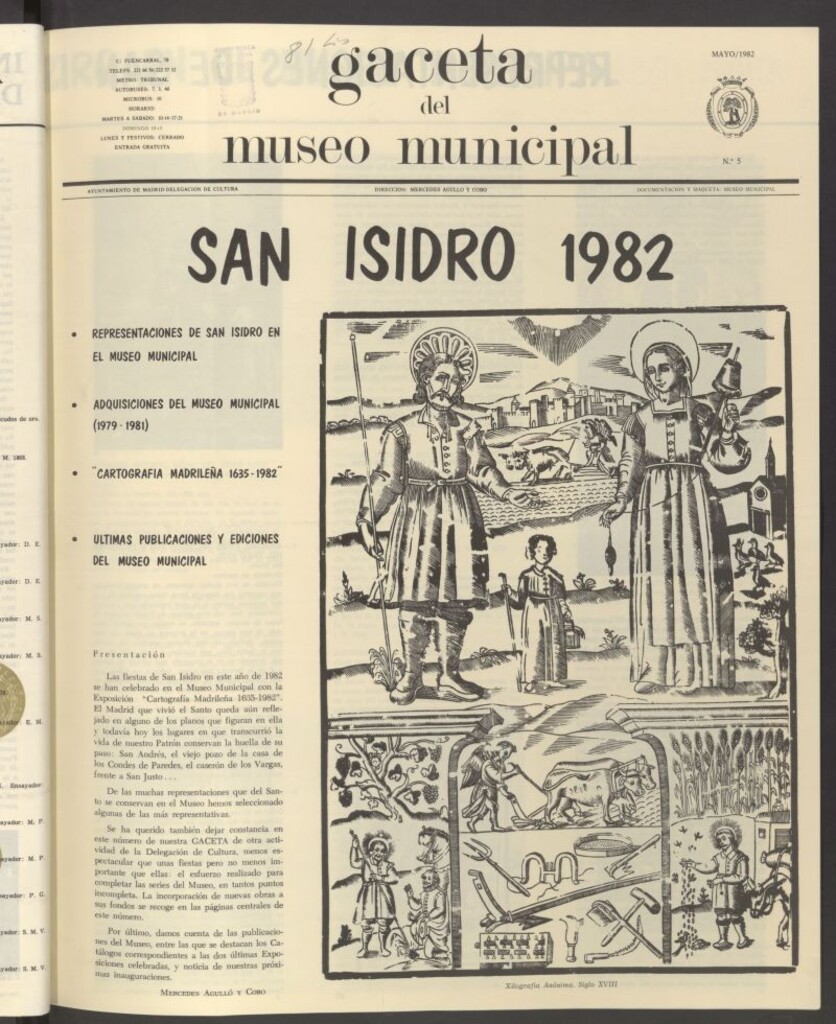 C/ FUENCARRAL, 78
METRO: TRIBUNAL
AUTOBUSES: 7, 3, 40
MICROBUS:
HORARIO:
MARTES A SABADO: 10-14 17-21
DOMINGO 10-15
LUNES Y FESTIVOS: CERRADO
ENTRADA GRATUITA
gaceta
del
museo municipal
MAYO/1982
N.º 5
AYUNTAMIENTO DE MADRID-DELEGACION DE CULTURA
DIRECCION: MERCEDES AGULLO Y COBO
DOCUMENTACION Y MAQUETA: MUSEO MUNICIPAL
SAN ISIDRO 1982
• REPRESENTACIONES DE SAN ISIDRO EN
EL MUSEO MUNICIPAL
• ADQUISICIONES DEL MUSEO MUNICIPAL
(1979 - 1981)
• "CARTOGRAFIA MADRILEÑA 1635-1982"
• ULTIMAS PUBLICACIONES Y EDICIONES
DEL MUSEO MUNICIPAL
Presentación
Las fiestas de San Isidro en este año de 1982
se han celebrado en el Museo Municipal con la
Exposición "Cartografía Madrileña 1635-1982".
El Madrid que vivió el Santo queda aún refle-
jado en alguno de los planos que figuran en ella
y todavía hoy los lugares en que transcurrió la
vida de nuestro Patrón conservan la huella de su
paso: San Andrés, el viejo pozo de la casa de
los Condes de Paredes, el caserón de los Vargas,
frente a San Justo...
De las muchas representaciones que del San-
to se conservan en el Museo hemos seleccionado
algunas de las más representativas.
Se ha querido también dejar constancia en
este número de nuestra GACETA de otra acti-
vidad de la Delegación de Cultura, menos es-
pectacular que unas fiestas pero no menos im-
portante que ellas: el esfuerzo realizado para
completar las series del Museo, en tantos puntos
incompleta. La incorporación de nuevas obras a
sus fondos se recoge en las páginas centrales de
este número.
Por último, damos cuenta de las publicacio-
nes del Museo, entre las que se destacan los Ca-
tálogos correspondientes a las dos últimas Expo-
siciones celebradas, y noticia de nuestras próxi-
mas inauguraciones.
MERCEDES AGULLÓ Y COBO
Xilografía Anónima. Siglo XVIII